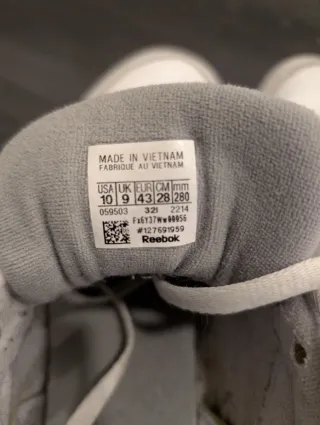 MADE IN VIETNAM
FABRIQUE AU VIETNAM
USA UK EUR CM mm
10 9 43 28 280
059503 32I 2214
#127691959
Reebok